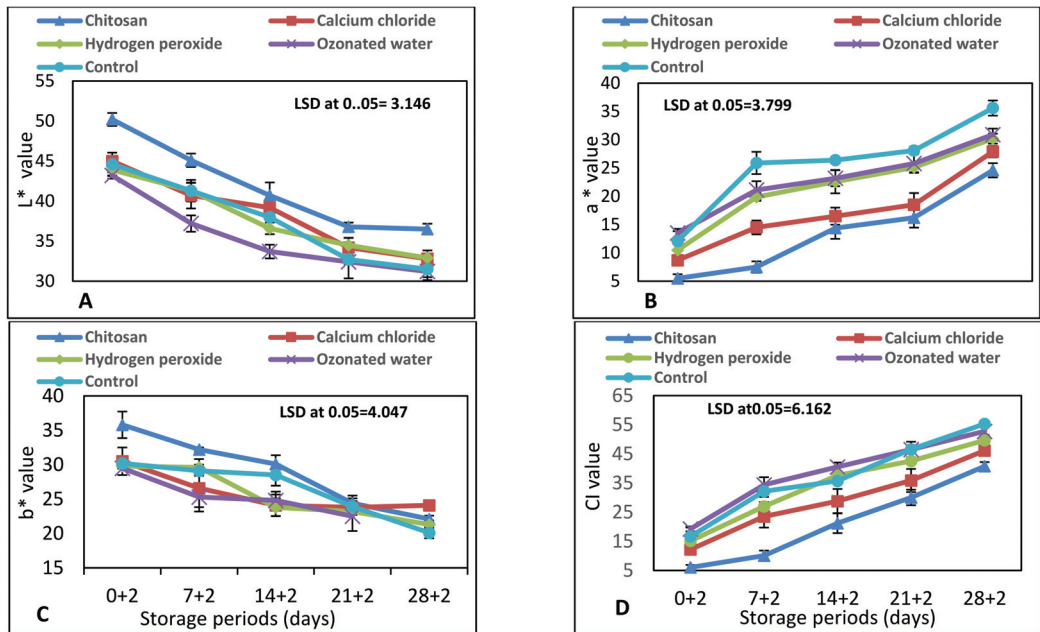 Chitosan Calcium chloride
Hydrogen peroxide Ozonated water
Control
55
50
45
40
35
30
L* value
LSD at 0..05= 3.146
A
Chitosan Calcium chloride
Hydrogen peroxide Ozonated water
Control
40
35
30
25
20
15
10
5
a * value
LSD at 0.05=3.799
B
Chitosan Calcium chloride
Hydrogen peroxide Ozonated water
Control
40
35
30
25
20
15
b* value
LSD at 0.05=4.047
0+2 7+2 14+2 21+2 28+2
C Storage periods (days)
Chitosan Calcium chloride
Hydrogen peroxide Ozonated water
Control
65
55
45
35
25
15
5
CI value
LSD at0.05=6.162
0+2 7+2 14+2 21+2 28+2
D Storage periods (days)